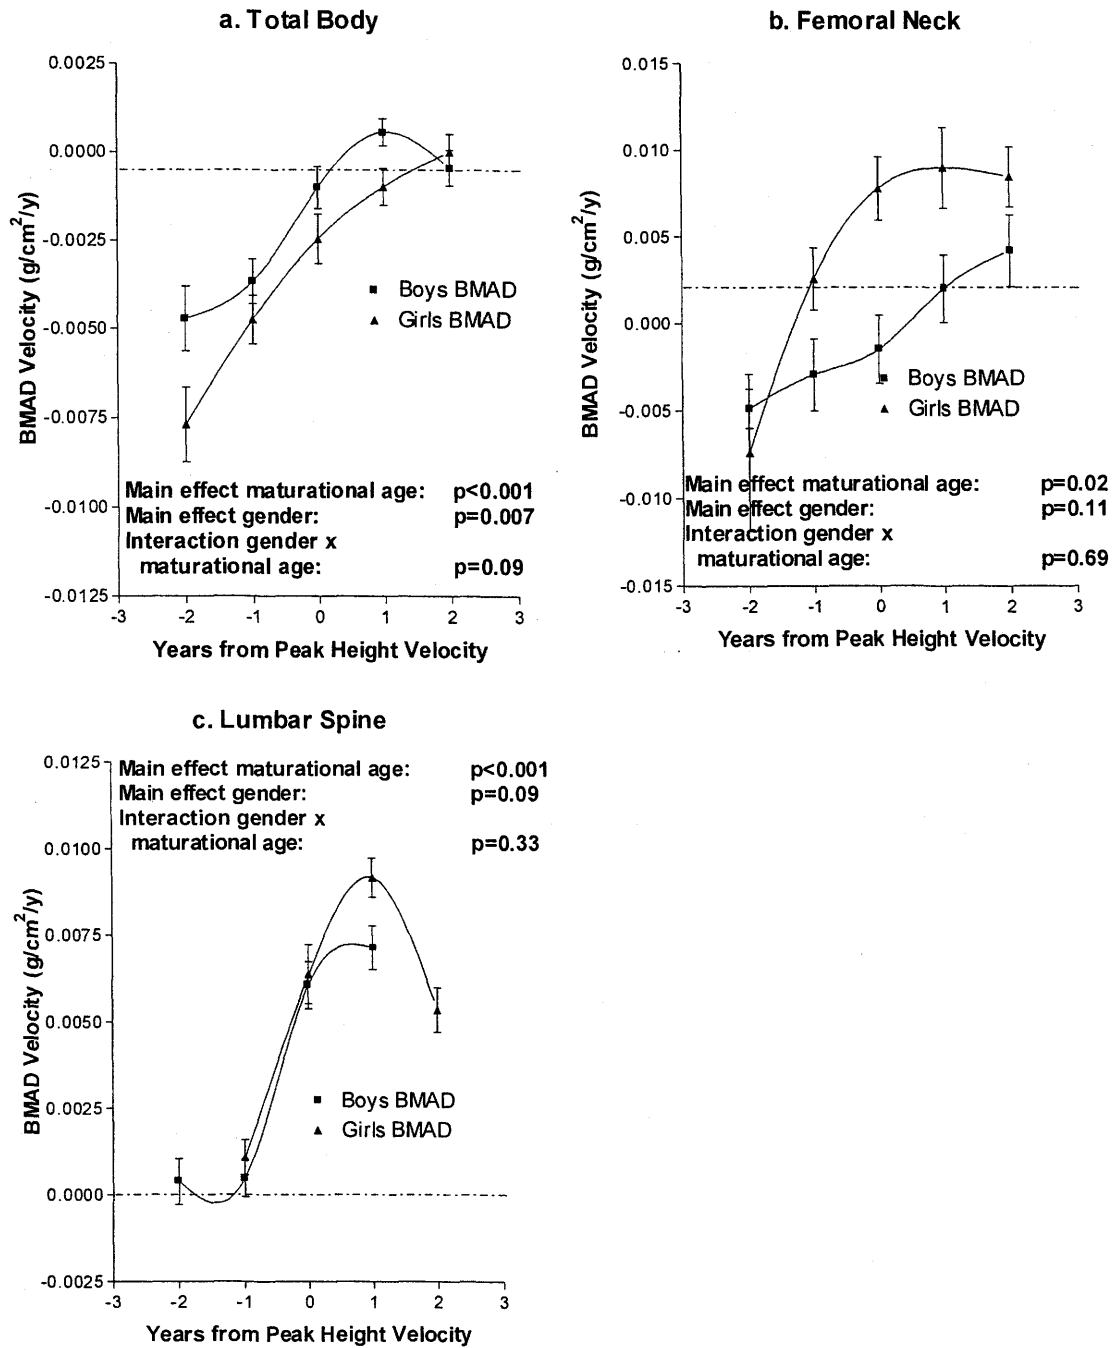 a. Total Body
0.0025
0.0000
-0.0025
-0.0050
-0.0075
-0.0100
-0.0125
BMAD Velocity (g/cm²/y)
Boys BMAD
Girls BMAD
Main effect maturational age: p<0.001
Main effect gender: p=0.007
Interaction gender x
maturational age: p=0.09
-3 -2 -1 0 1 2 3
Years from Peak Height Velocity
b. Femoral Neck
0.015
0.010
0.005
0.000
-0.005
-0.010
-0.015
BMAD Velocity (g/cm²/y)
Boys BMAD
Girls BMAD
Main effect maturational age: p=0.02
Main effect gender: p=0.11
Interaction gender x
maturational age: p=0.69
-3 -2 -1 0 1 2 3
Years from Peak Height Velocity
c. Lumbar Spine
0.0125
0.0100
0.0075
0.0050
0.0025
0.0000
-0.0025
BMAD Velocity (g/cm²/y)
Main effect maturational age: p<0.001
Main effect gender: p=0.09
Interaction gender x
maturational age: p=0.33
Boys BMAD
Girls BMAD
-3 -2 -1 0 1 2 3
Years from Peak Height Velocity